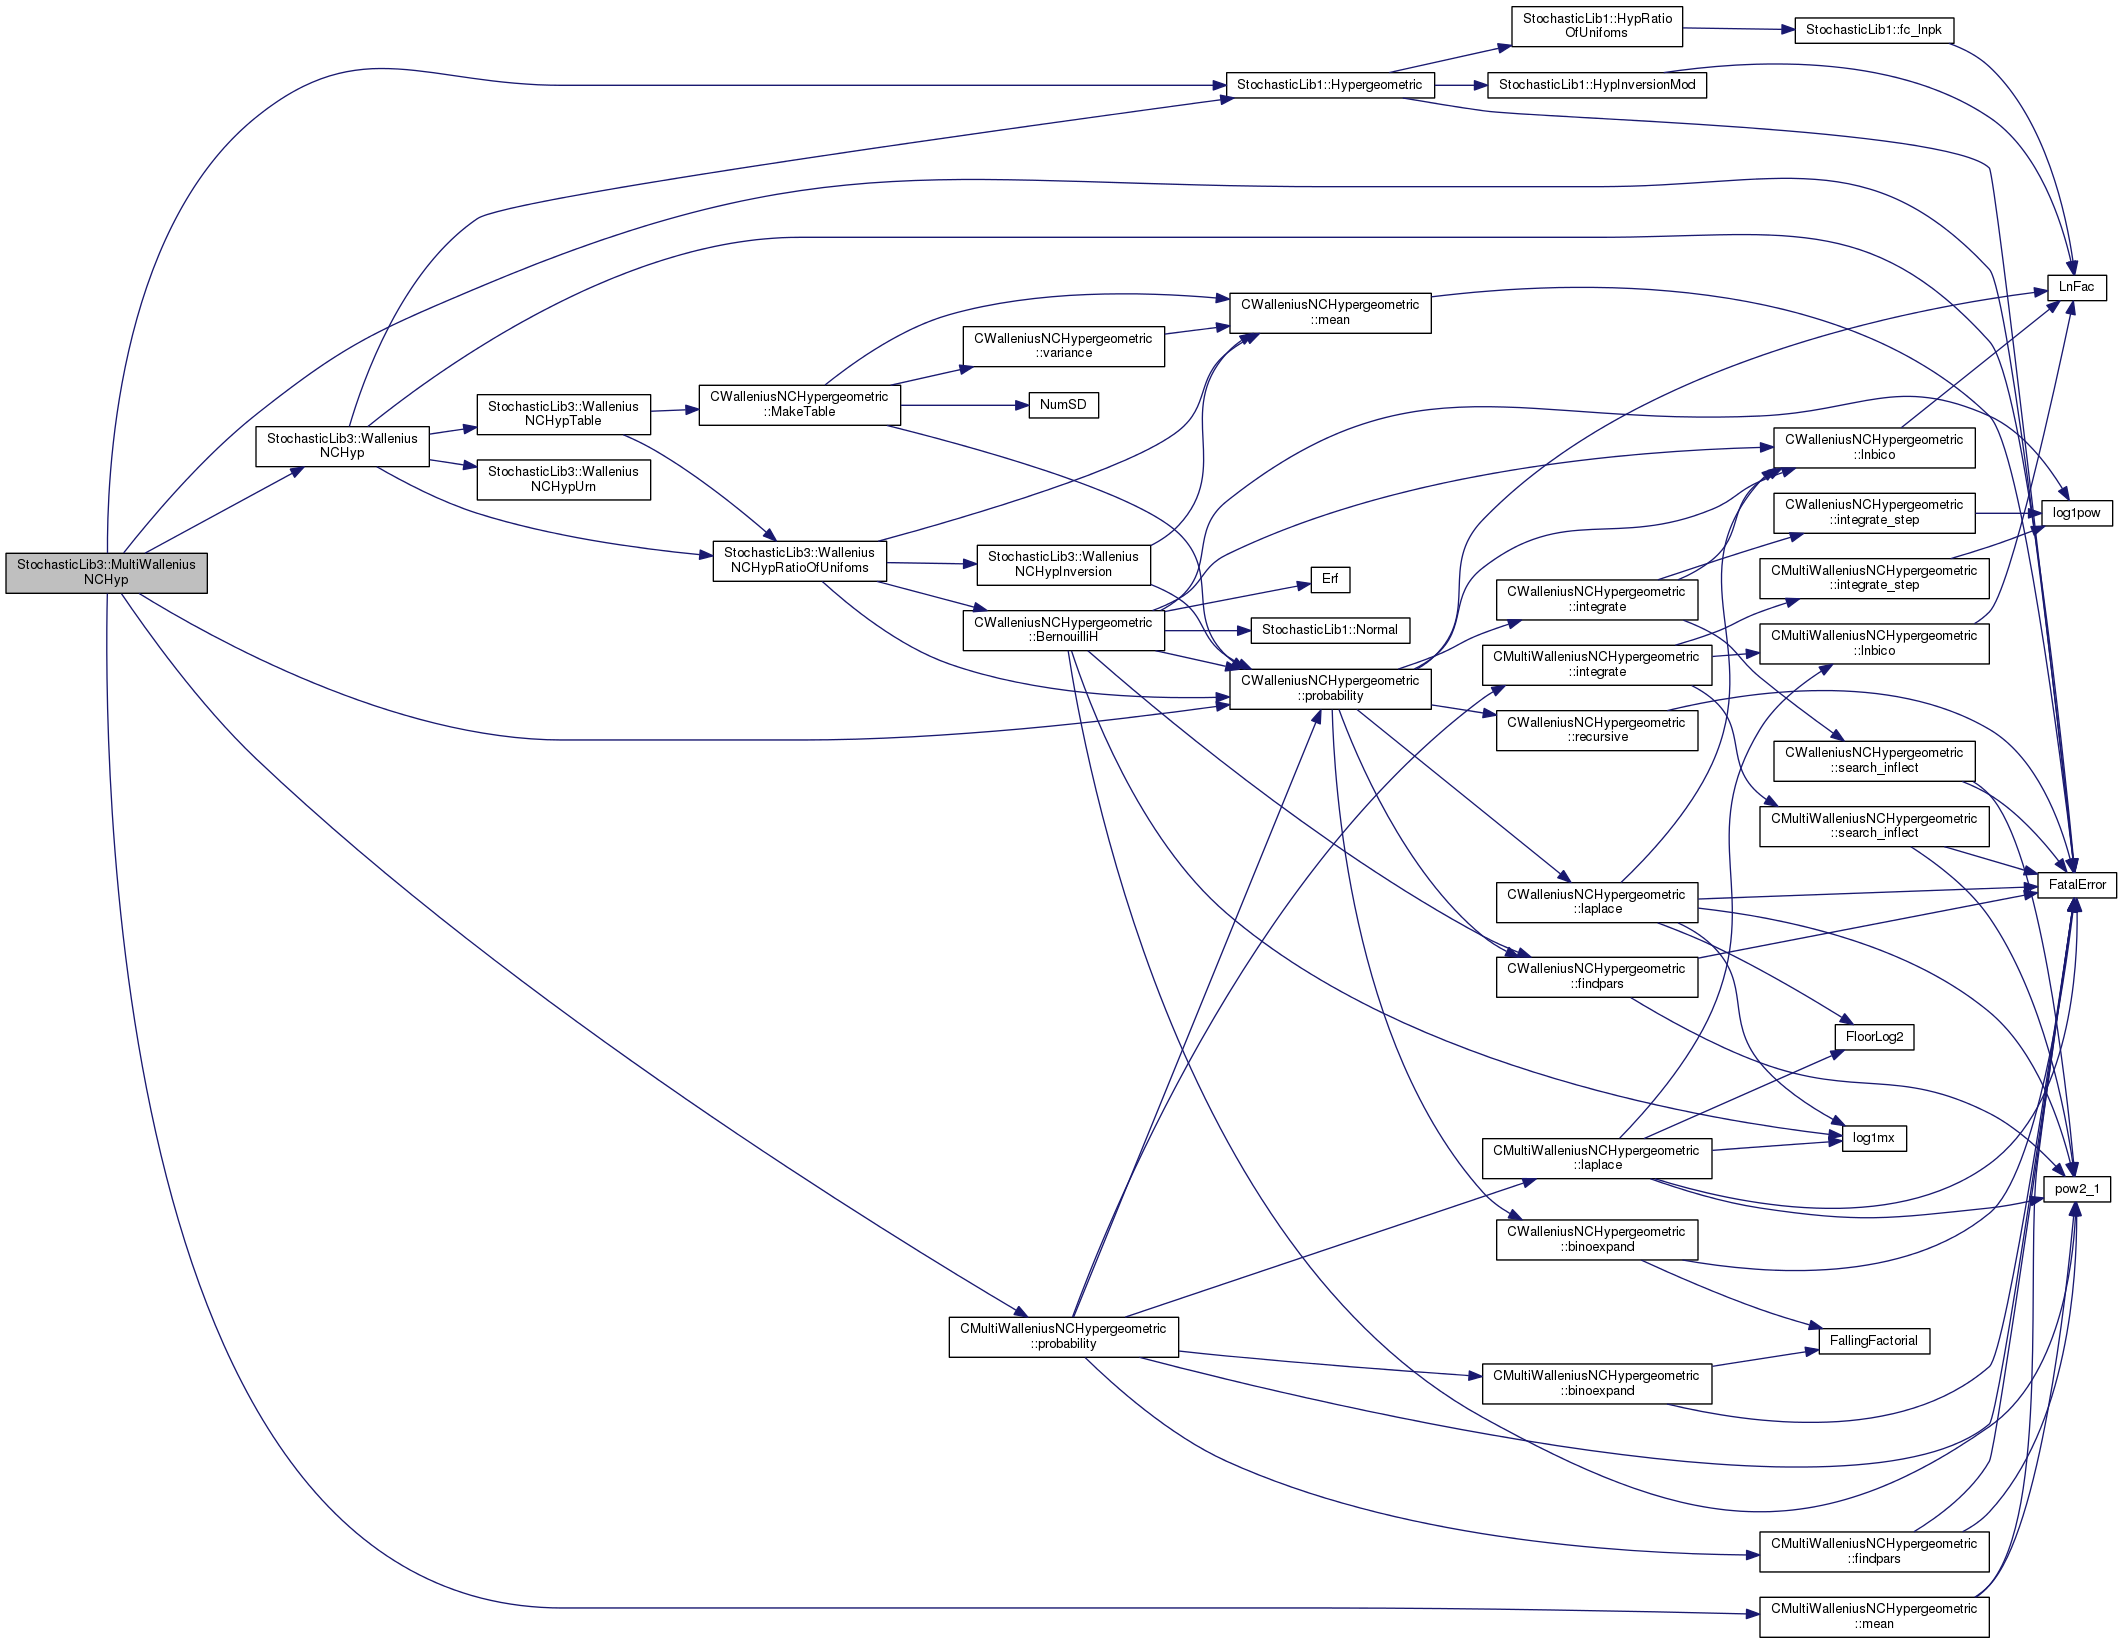 StochasticLib3::MultiWallenius
NCHyp
StochasticLib3::Wallenius
NCHyp
StochasticLib3::Wallenius
NCHypTable
StochasticLib3::Wallenius
NCHypUrn
CWalleniusNCHypergeometric
::MakeTable
StochasticLib3::Wallenius
NCHypRatioOfUnifoms
CWalleniusNCHypergeometric
::variance
NumSD
StochasticLib3::Wallenius
NCHypInversion
CWalleniusNCHypergeometric
::BernouilliH
CMultiWalleniusNCHypergeometric
::probability
StochasticLib1::Hypergeometric
CWalleniusNCHypergeometric
::mean
Erf
StochasticLib1::Normal
CWalleniusNCHypergeometric
::probability
StochasticLib1::HypRatio
OfUnifoms
StochasticLib1::HypInversionMod
CWalleniusNCHypergeometric
::integrate
CMultiWalleniusNCHypergeometric
::integrate
CWalleniusNCHypergeometric
::recursive
CWalleniusNCHypergeometric
::laplace
CWalleniusNCHypergeometric
::findpars
CMultiWalleniusNCHypergeometric
::laplace
CWalleniusNCHypergeometric
::binoexpand
CMultiWalleniusNCHypergeometric
::binoexpand
StochasticLib1::fc_lnpk
CWalleniusNCHypergeometric
::lnbico
CWalleniusNCHypergeometric
::integrate_step
CMultiWalleniusNCHypergeometric
::integrate_step
CMultiWalleniusNCHypergeometric
::lnbico
CWalleniusNCHypergeometric
::search_inflect
CMultiWalleniusNCHypergeometric
::search_inflect
FloorLog2
log1mx
FallingFactorial
CMultiWalleniusNCHypergeometric
::findpars
CMultiWalleniusNCHypergeometric
::mean
LnFac
log1pow
FatalError
pow2_1